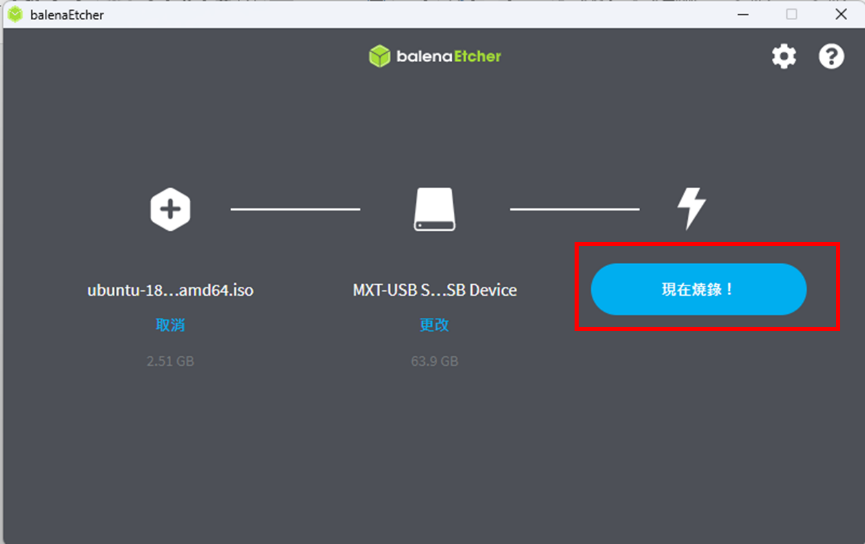 balenaEtcher
balenaEtcher
ubuntu-18...amd64.iso
MXT-USB S...SB Device
現在燒錄！
取消
更改
2.51 GB
63.9 GB